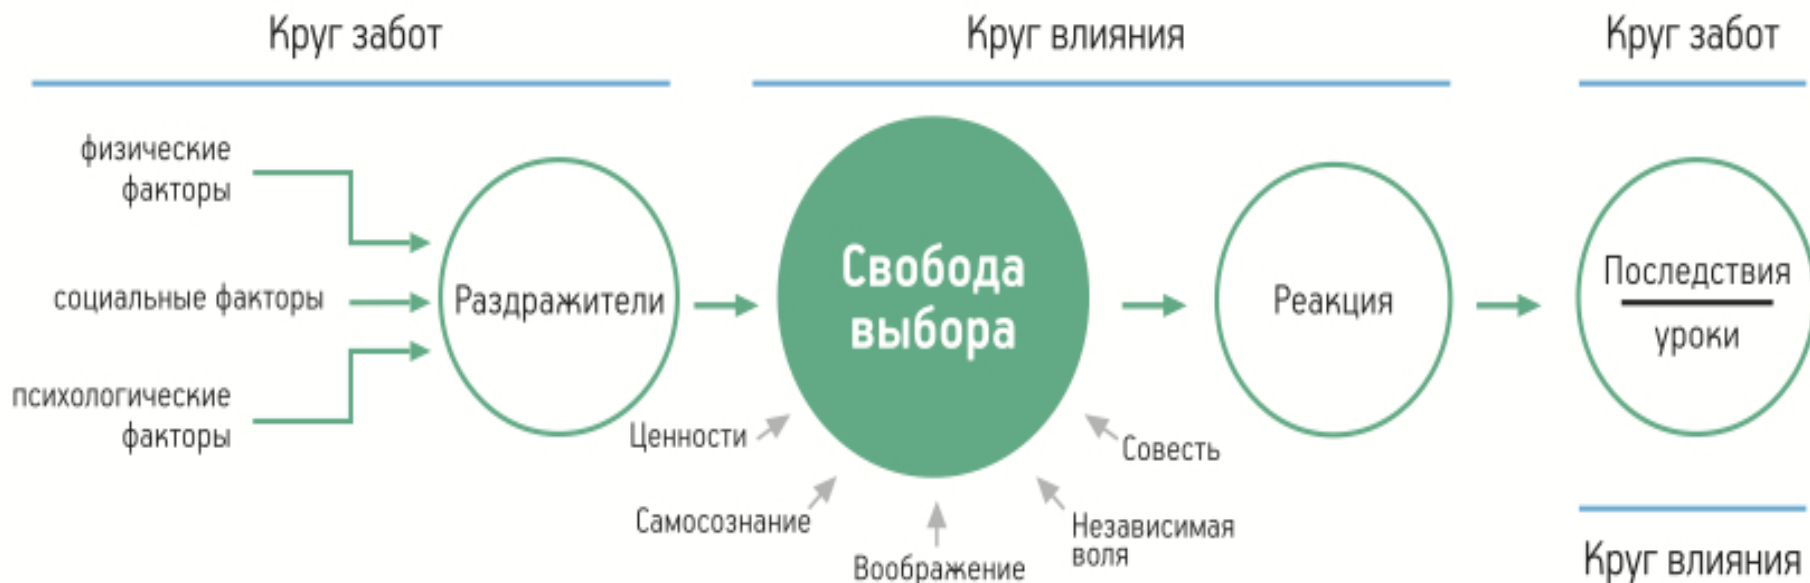 Круг забот
Круг влияния
Круг забот
физические
факторы
социальные факторы
психологические
факторы
Раздражители
Свобода
выбора
Реакция
Последствия
уроки
Ценности
Самосознание
Воображение
Независимая
воля
Совесть
Круг влияния